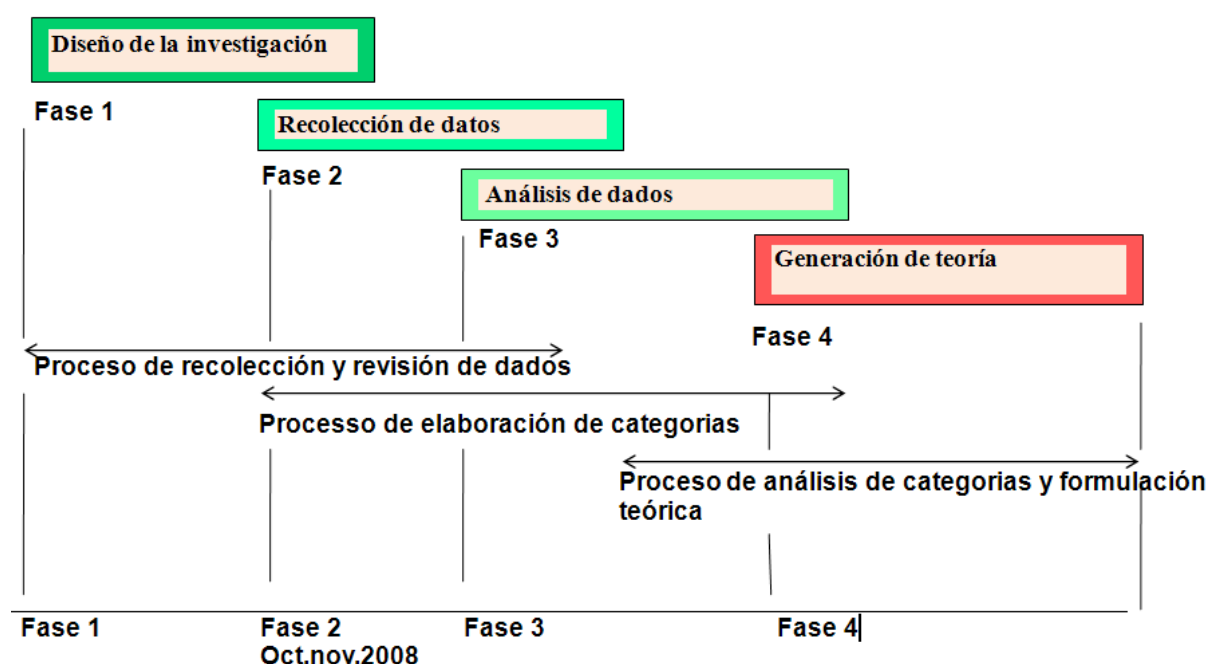 Diseño de la investigación
Fase 1
Recolección de datos
Fase 2
Análisis de dados
Fase 3
Generación de teoría
Fase 4
Proceso de recolección y revisión de dados
Processo de elaboración de categorias
Proceso de análisis de categorias y formulación
teórica
Fase 1
Fase 2
Oct.nov.2008
Fase 3
Fase 4